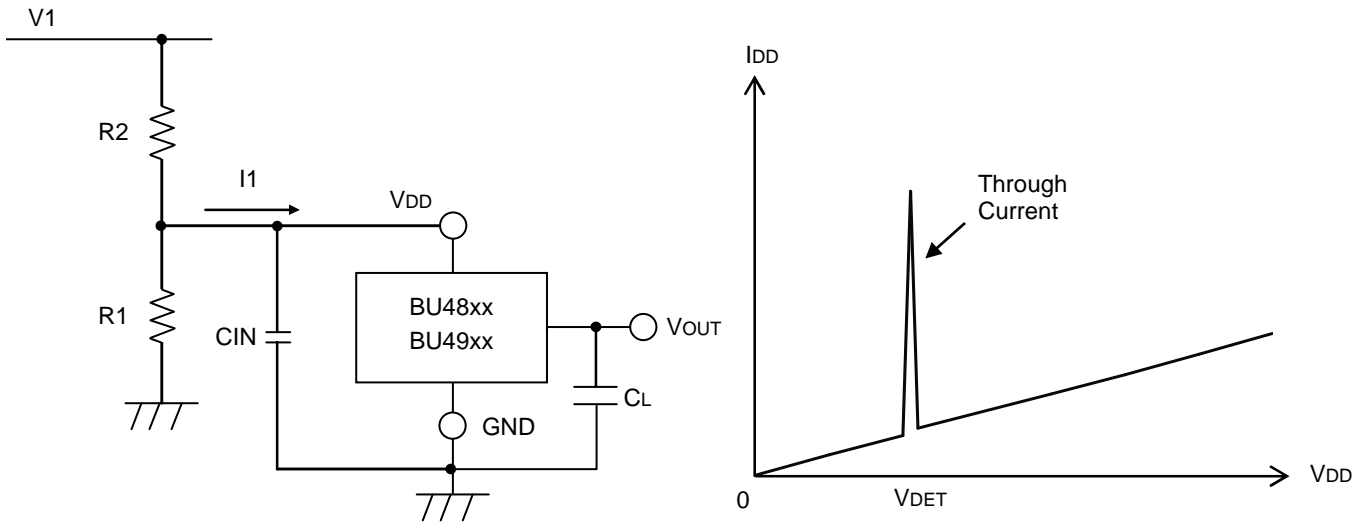 V1
R2
I1
VDD
R1
CIN
BU48xx
BU49xx
VOUT
CL
GND
IDD
Through
Current
0
VDET
VDD